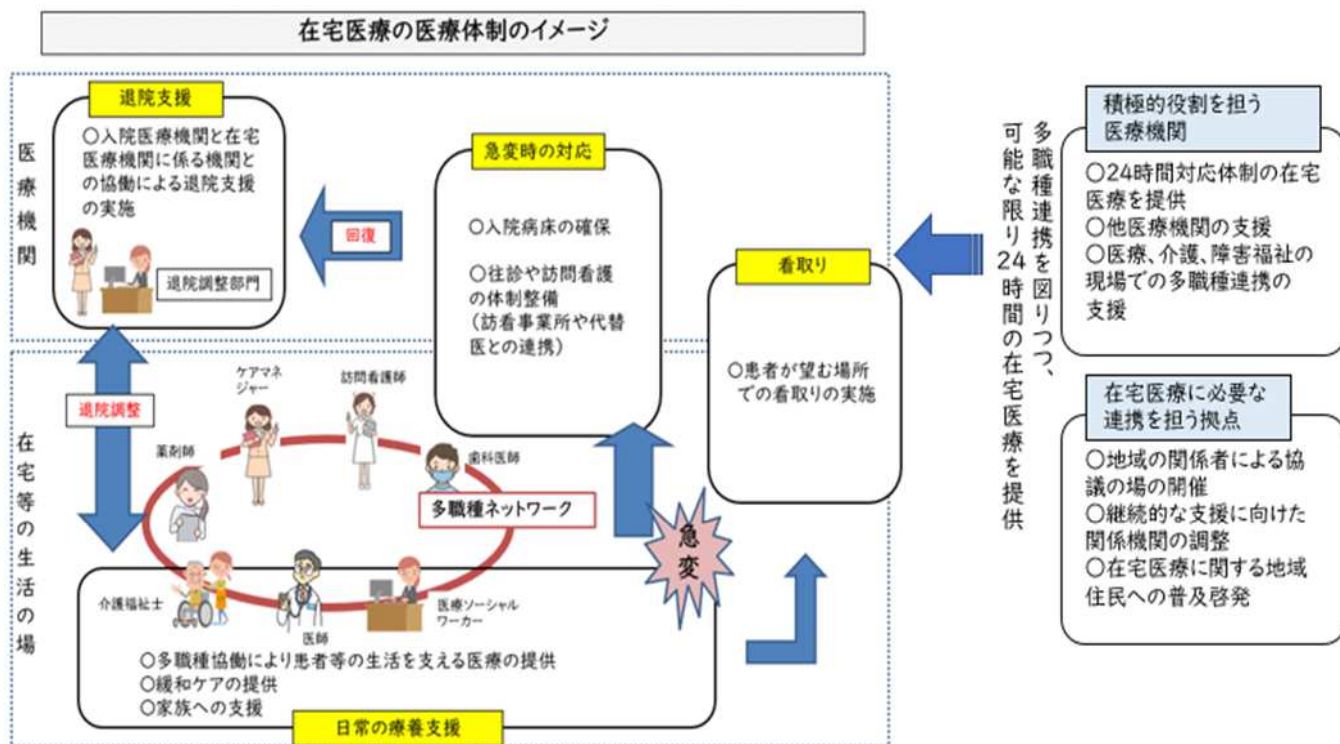 在宅医療の医療体制のイメージ
医療機関
退院支援
○入院医療機関と在宅
医療機関に係る機関と
の協働による退院支援
の実施
退院調整部門
回復
急変時の対応
○入院病床の確保
○往診や訪問看護
の体制整備
(訪看事業所や代替
医との連携)
看取り
○患者が望む場所
での看取りの実施
在宅等の生活の場
退院調整
ケアマネ
ジャー
訪問看護師
薬剤師
歯科医師
多職種ネットワーク
急変
介護福祉士
医師
医療ソーシャル
ワーカー
○多職種協働により患者等の生活を支える医療の提供
○緩和ケアの提供
○家族への支援
日常の療養支援
多職種連携を図りつつ、
可能な限り24時間の在宅医療を提供
積極的役割を担う
医療機関
○24時間対応体制の在宅
医療を提供
○他医療機関の支援
○医療、介護、障害福祉の
現場での多職種連携の
支援
在宅医療に必要な
連携を担う拠点
○地域の関係者による協
議の場の開催
○継続的な支援に向けた
関係機関の調整
○在宅医療に関する地域
住民への普及啓発